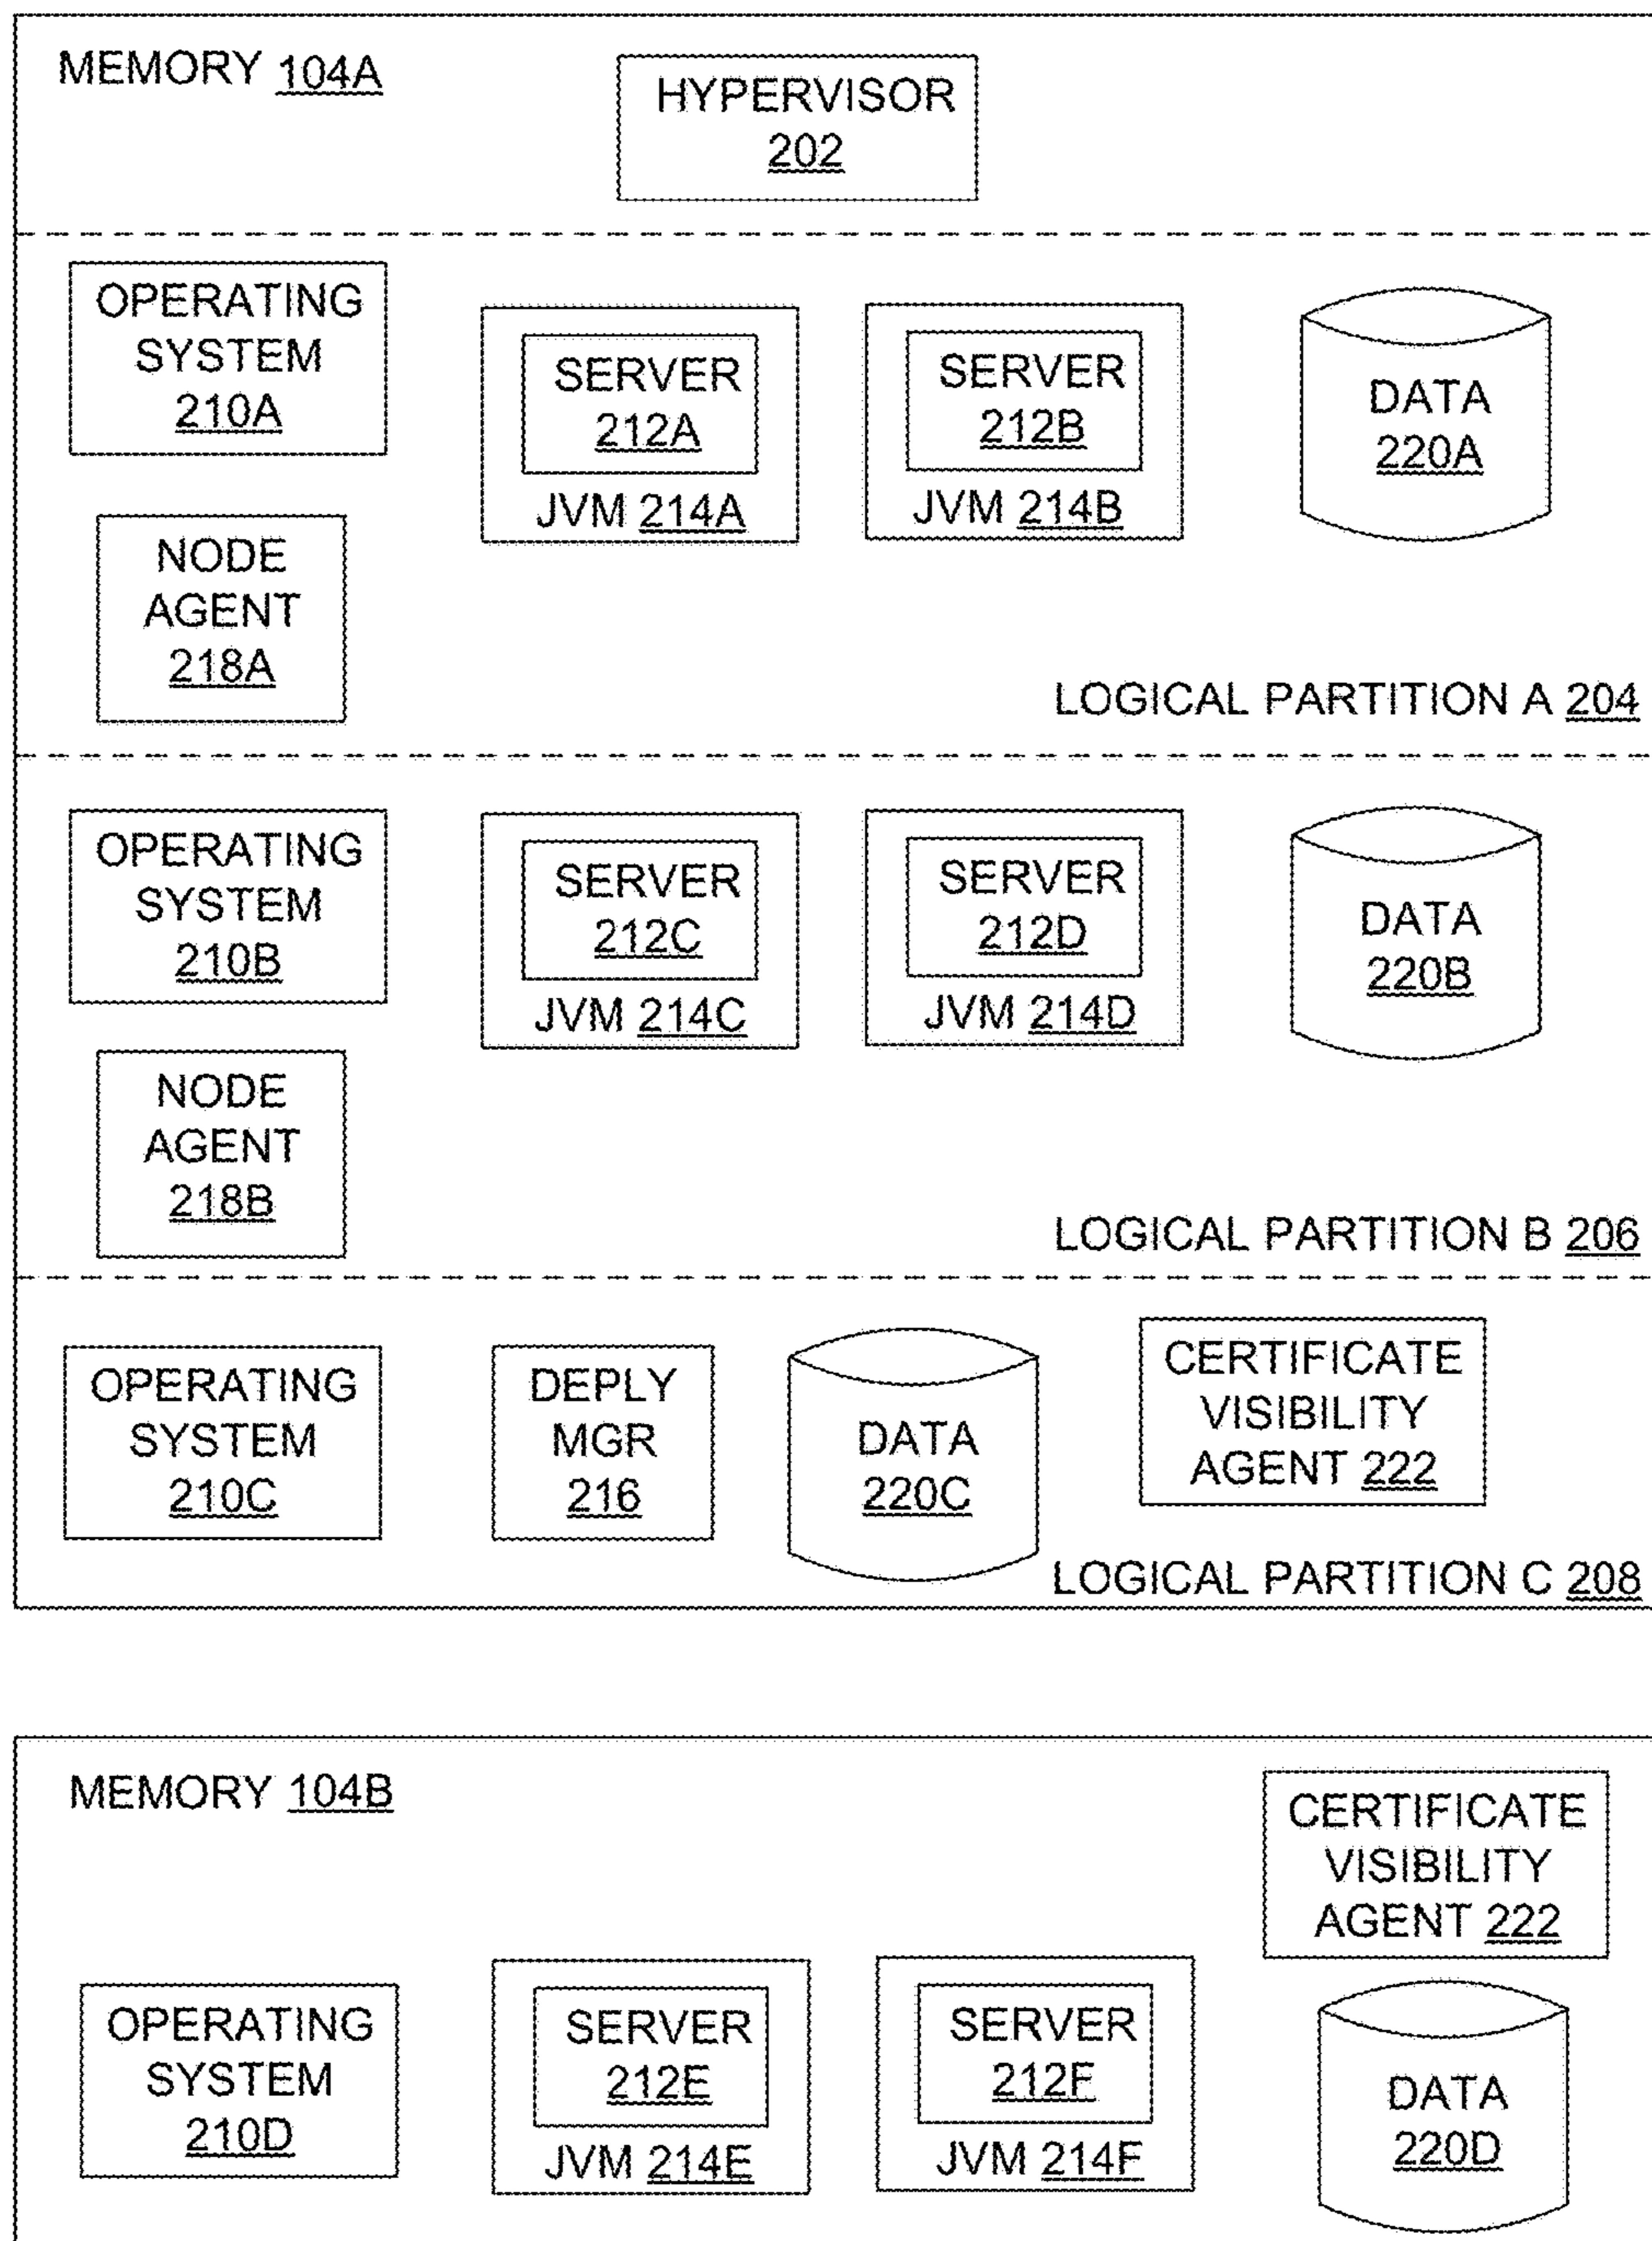 MEMORY 104A
HYPERVISOR
202
OPERATING
SYSTEM
210A
SERVER
212A
JVM 214A
SERVER
212B
JVM 214B
DATA
220A
NODE
AGENT
218A
LOGICAL PARTITION A 204
OPERATING
SYSTEM
210B
SERVER
212C
JVM 214C
SERVER
212D
JVM 214D
DATA
220B
NODE
AGENT
218B
LOGICAL PARTITION B 206
OPERATING
SYSTEM
210C
DEPLY
MGR
216
DATA
220C
CERTIFICATE
VISIBILITY
AGENT 222
LOGICAL PARTITION C 208
MEMORY 104B
CERTIFICATE
VISIBILITY
AGENT 222
OPERATING
SYSTEM
210D
SERVER
212E
JVM 214E
SERVER
212F
JVM 214F
DATA
220D